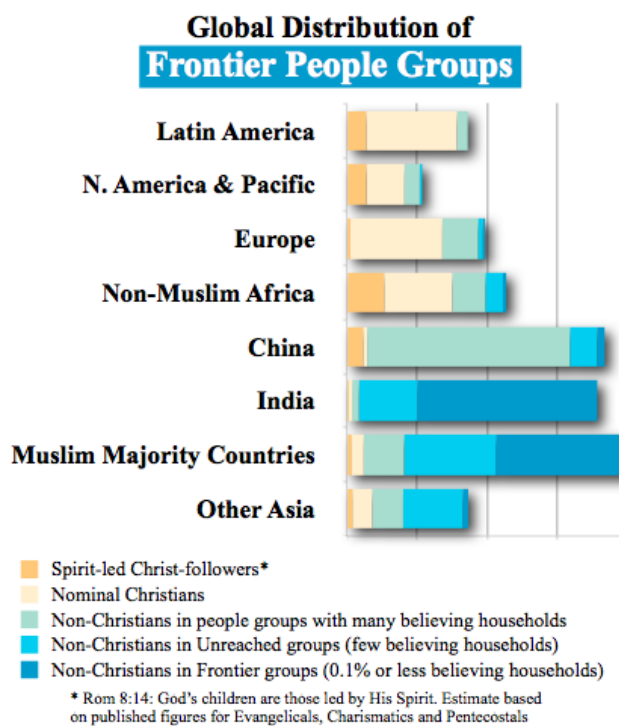 Global Distribution of
Frontier People Groups
Latin America
N. America & Pacific
Europe
Non-Muslim Africa
China
India
Muslim Majority Countries
Other Asia
Spirit-led Christ-followers*
Nominal Christians
Non-Christians in people groups with many believing households
Non-Christians in Unreached groups (few believing households)
Non-Christians in Frontier groups (0.1% or less believing households)
* Rom 8:14: God’s children are those led by His Spirit. Estimate based
on published figures for Evangelicals, Charismatics and Pentecostals